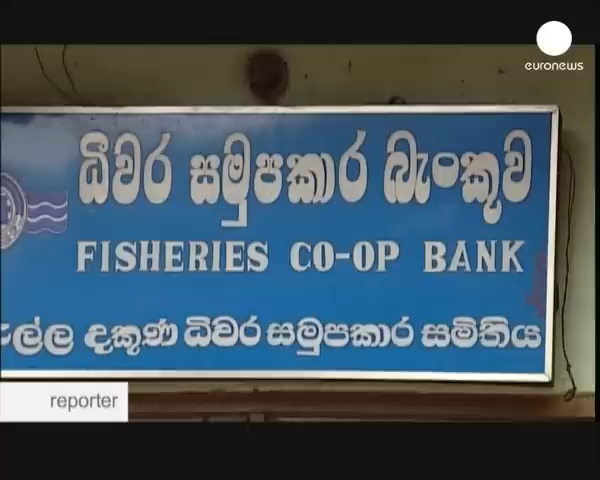 euronews
ධීවර සමුපකාර බැංකුව
FISHERIES CO-OP BANK
දකුණ ධීවර සමුපකාර සමිතිය
reporter